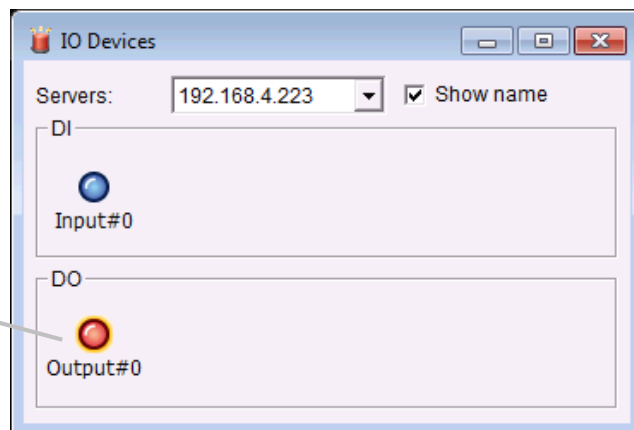 IO Devices
Servers: 192.168.4.223 Show name
DI
Input#0
DO
Output#0